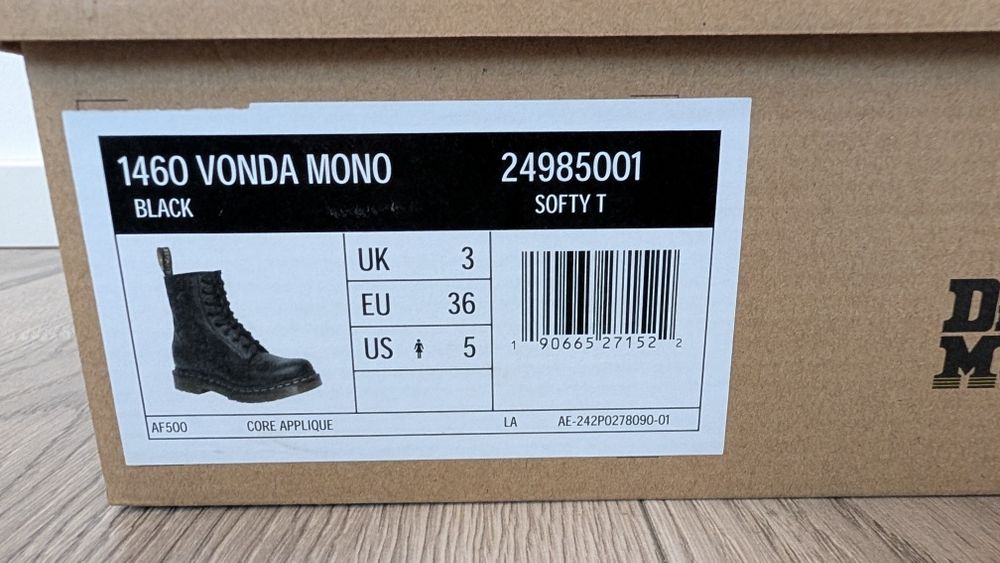 1460 VONDA MONO
24985001
BLACK
SOFTY T
UK 3
EU 36
US 5
1 90665 27152 2
AF500
CORE APPLIQUE
LA
AE-242P0278090-01